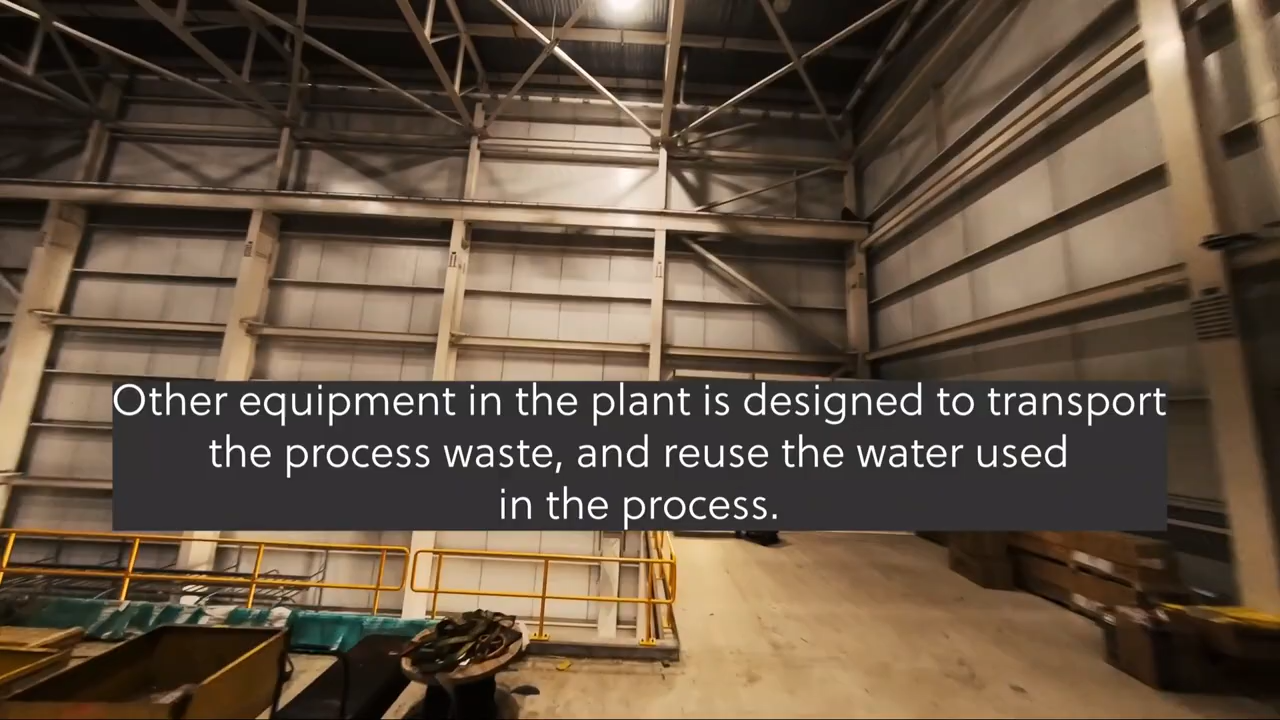 Other equipment in the plant is designed to transport
the process waste, and reuse the water used
in the process.